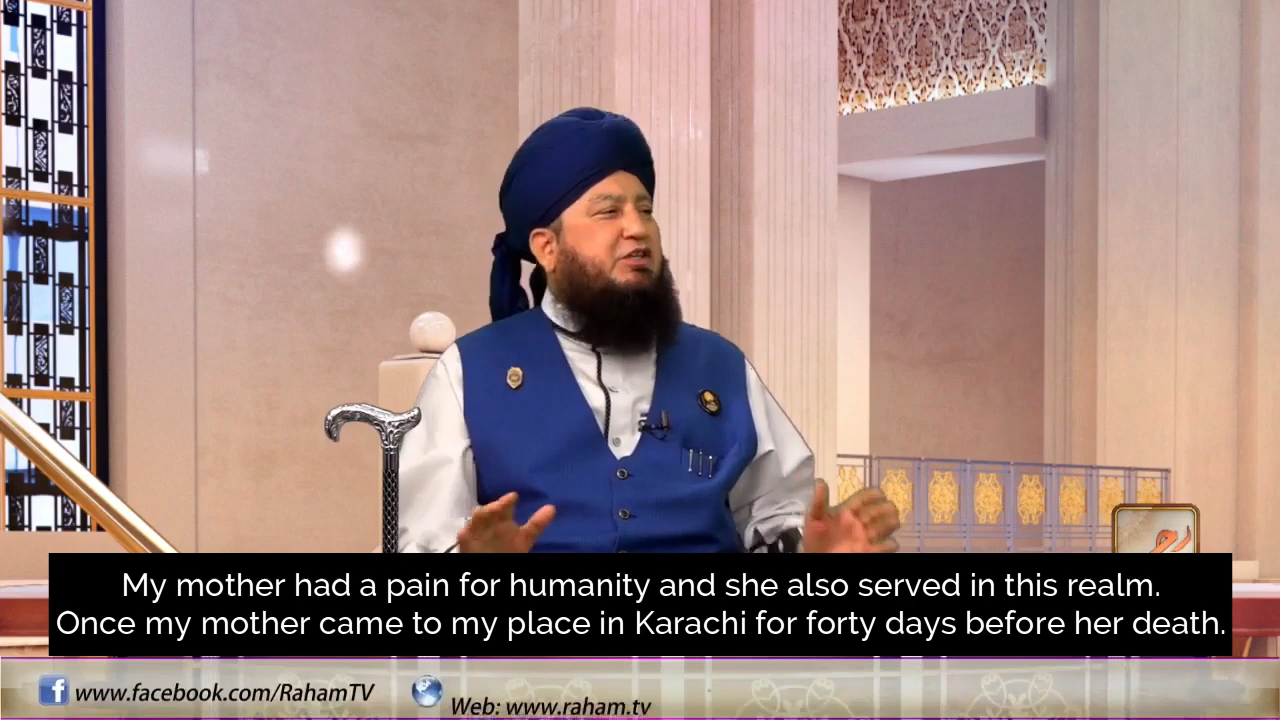 رحم
My mother had a pain for humanity and she also served in this realm.
Once my mother came to my place in Karachi for forty days before her death.
f www.facebook.com/RahamTV
Web: www.raham.tv